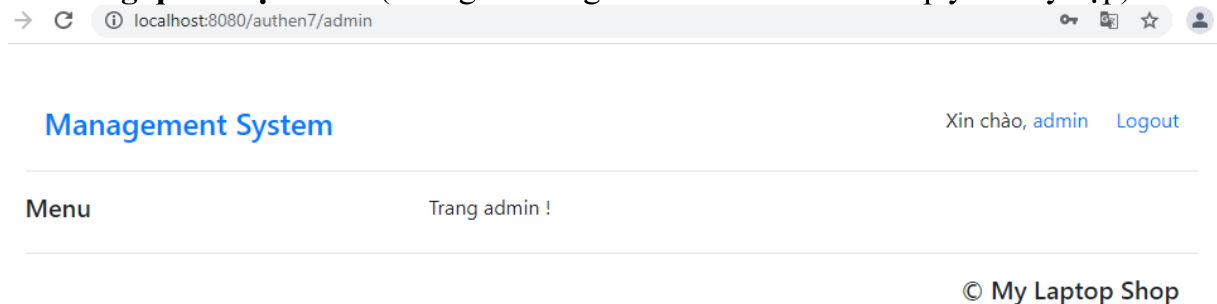 localhost:8080/authen7/admin
Management System
Xin chào, admin Logout
Menu
Trang admin !
© My Laptop Shop